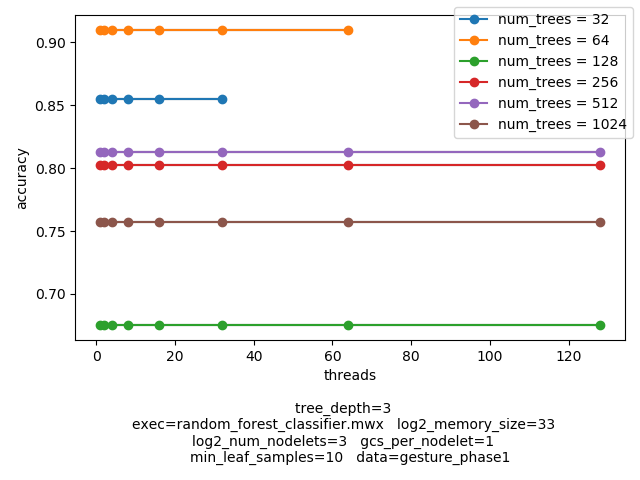 num_trees = 32
num_trees = 64
num_trees = 128
num_trees = 256
num_trees = 512
num_trees = 1024
accuracy
0.90
0.85
0.80
0.75
0.70
0 20 40 60 80 100 120
threads
tree_depth=3
exec=random_forest_classifier.mwx log2_memory_size=33
log2_num_nodelets=3 gcs_per_nodelet=1
min_leaf_samples=10 data=gesture_phase1